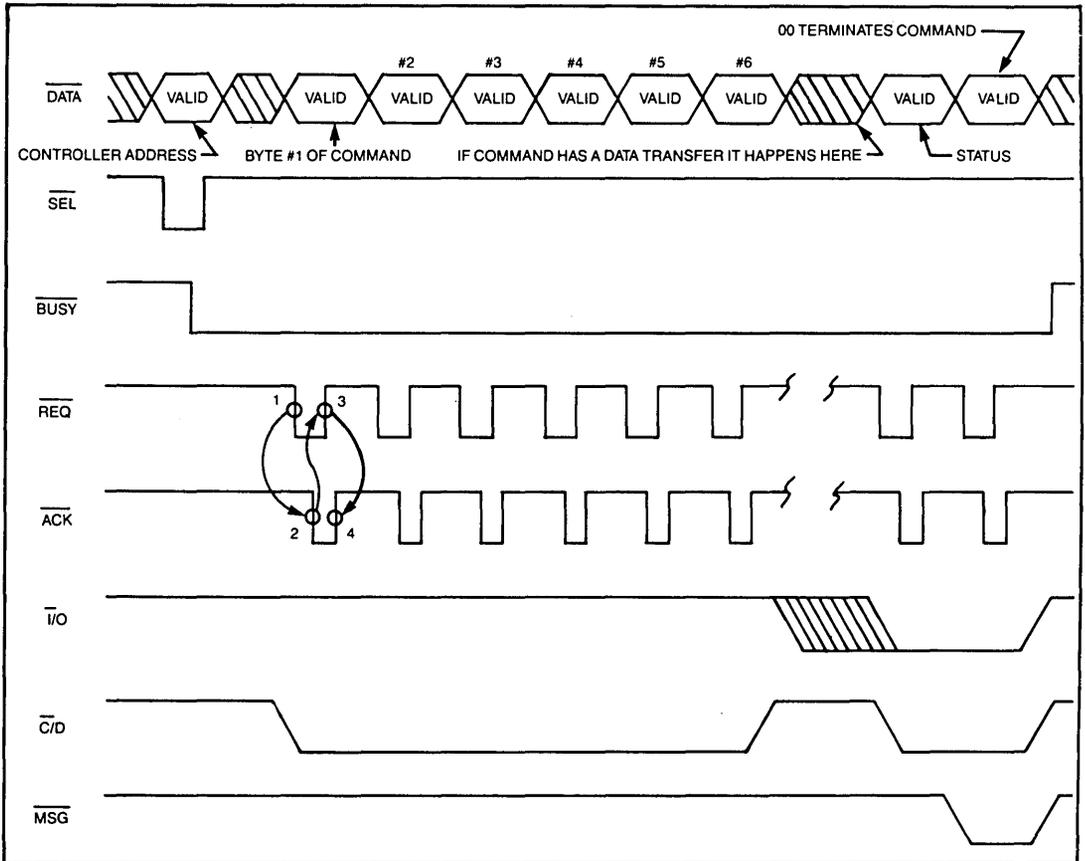 00 TERMINATES COMMAND
#2 #3 #4 #5 #6
DATA VALID VALID VALID VALID VALID VALID VALID VALID VALID
CONTROLLER ADDRESS BYTE #1 OF COMMAND IF COMMAND HAS A DATA TRANSFER IT HAPPENS HERE STATUS
SEL
BUSY
1 3
REQ
ACK
2 4
I/O
C/D
MSG